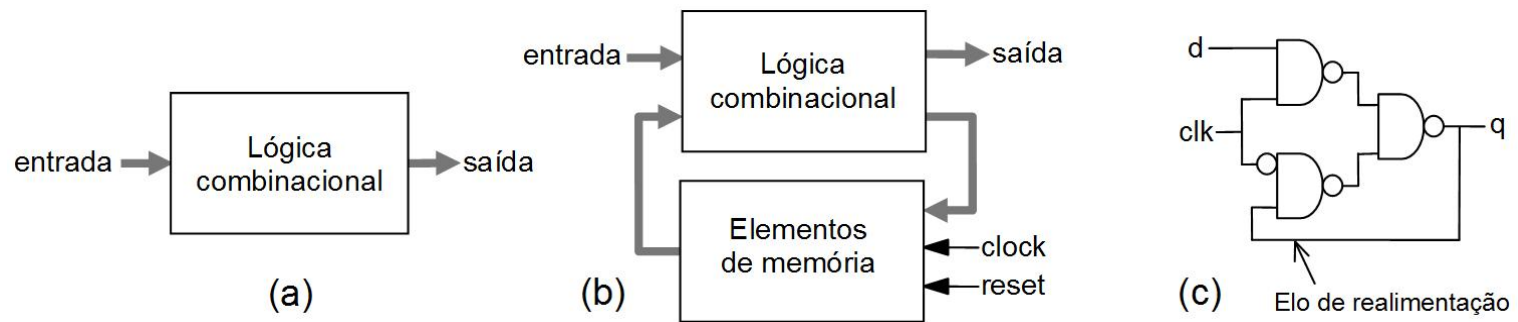 entrada
Lógica
combinacional
saída
(a)
entrada
Lógica
combinacional
saída
Elementos
de memória
clock
reset
(b)
d
clk
q
(c)
Elo de realimentação